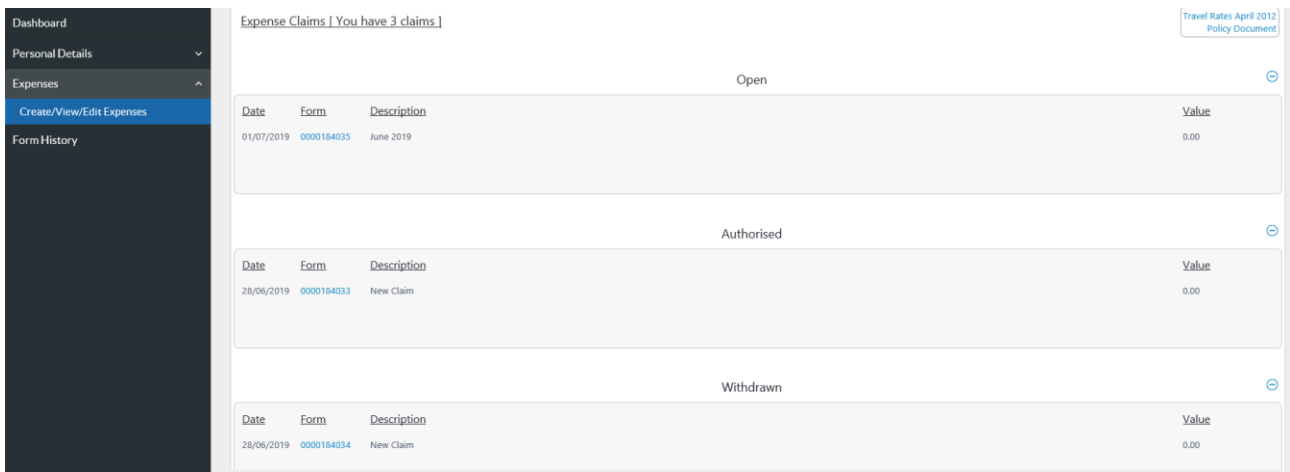 Dashboard
Personal Details
Expenses
Create/View/Edit Expenses
Form History
Expense Claims [ You have 3 claims ]
Travel Rates April 2012
Policy Document
Open
Date Form Description Value
01/07/2019 0000184035 June 2019 0.00
Authorised
Date Form Description Value
28/06/2019 0000184033 New Claim 0.00
Withdrawn
Date Form Description Value
28/06/2019 0000184034 New Claim 0.00